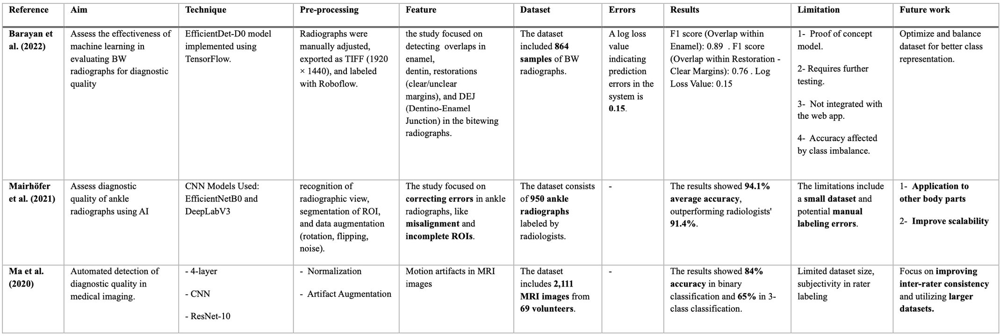 Reference
Aim
Technique
Pre-processing
Feature
Dataset
Errors
Results
Limitation
Future work
Barayan et
al. (2022)
Assess the effectiveness of
machine learning in
evaluating BW
radiographs for diagnostic
quality
EfficientDet-D0 model
implemented using
TensorFlow.
Radiographs were
manually adjusted,
exported as TIFF (1920
× 1440), and labeled
with Roboflow.
the study focused on
detecting overlaps in
enamel,
dentin, restorations
(clear/unclear
margins), and DEJ
(Dentino-Enamel
Junction) in the bitewing
radiographs.
The dataset
included 864
samples of BW
radiographs.
A log loss
value
indicating
prediction
errors in the
system is
0.15.
F1 score (Overlap within
Enamel): 0.89 . F1 score
(Overlap within Restoration -
Clear Margins): 0.76 . Log
Loss Value: 0.15
1- Proof of concept
model.
2- Requires further
testing.
3- Not integrated with
the web app.
4- Accuracy affected
by class imbalance.
Optimize and balance
dataset for better class
representation.
Mairhöfer
et al. (2021)
Assess diagnostic
quality of ankle
radiographs using AI
CNN Models Used:
EfficientNetB0 and
DeepLabV3
recognition of
radiographic view,
segmentation of ROI,
and data augmentation
(rotation, flipping,
noise).
The study focused on
correcting errors in ankle
radiographs, like
misalignment and
incomplete ROIs.
The dataset consists
of 950 ankle
radiographs
labeled by
radiologists.
-
The results showed 94.1%
average accuracy,
outperforming radiologists'
91.4%.
The limitations include
a small dataset and
potential manual
labeling errors.
1- Application to
other body parts
2- Improve scalability
Ma et al.
(2020)
Automated detection of
diagnostic quality in
medical imaging.
- 4-layer
- CNN
- ResNet-10
- Normalization
- Artifact Augmentation
Motion artifacts in MRI
images
The dataset
includes 2,111
MRI images from
69 volunteers.
-
The results showed 84%
accuracy in binary
classification and 65% in 3-
class classification.
Limited dataset size,
subjectivity in rater
labeling
Focus on improving
inter-rater consistency
and utilizing larger
datasets.